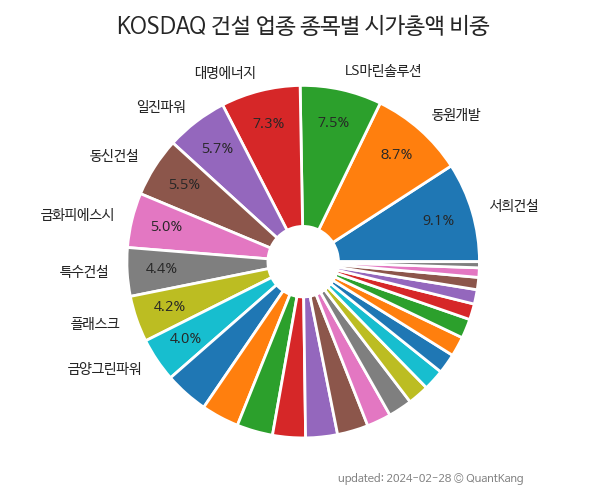 KOSDAQ 건설 업종 종목별 시가총액 비중
서희건설
9.1%
동원개발
8.7%
LS마린솔루션
7.5%
대명에너지
7.3%
일진파워
5.7%
동신건설
5.5%
금화피에스시
5.0%
특수건설
4.4%
플래스크
4.2%
금양그린파워
4.0%
updated: 2024-02-28 © QuantKang